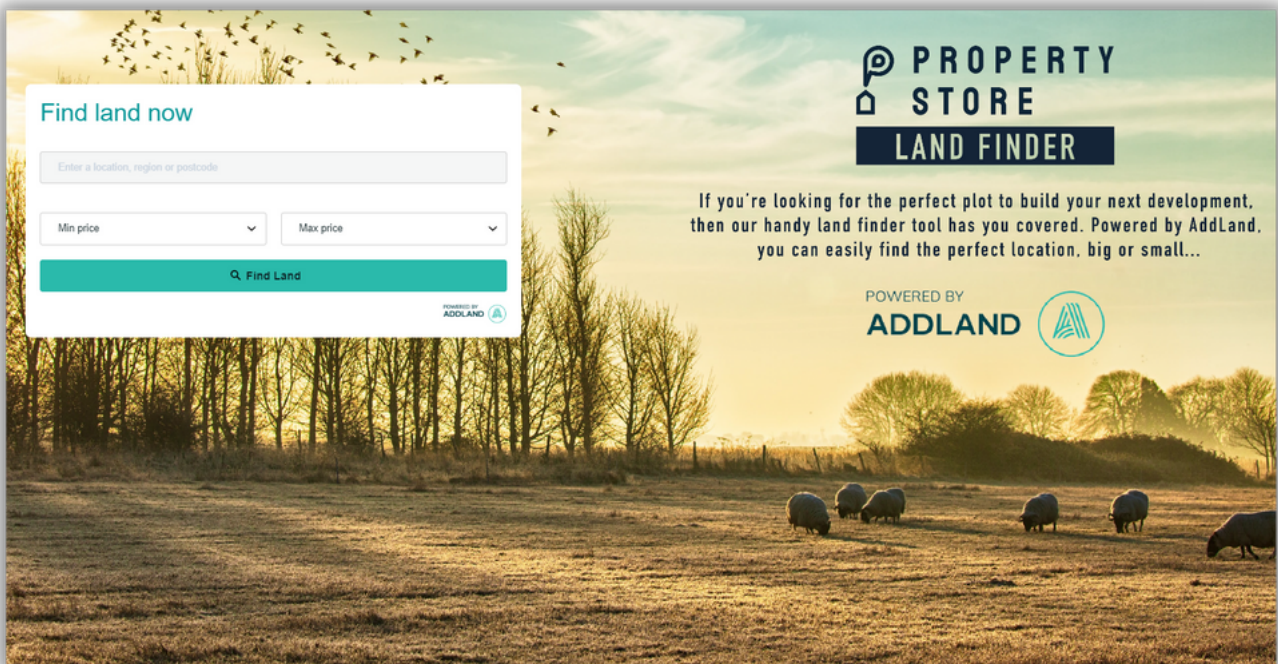 Find land now
Enter a location, region or postcode
Min price
Max price
Find Land
POWERED BY
ADDLAND
PROPERTY
STORE
LAND FINDER
If you're looking for the perfect plot to build your next development,
then our handy land finder tool has you covered. Powered by AddLand,
you can easily find the perfect location, big or small...
POWERED BY
ADDLAND